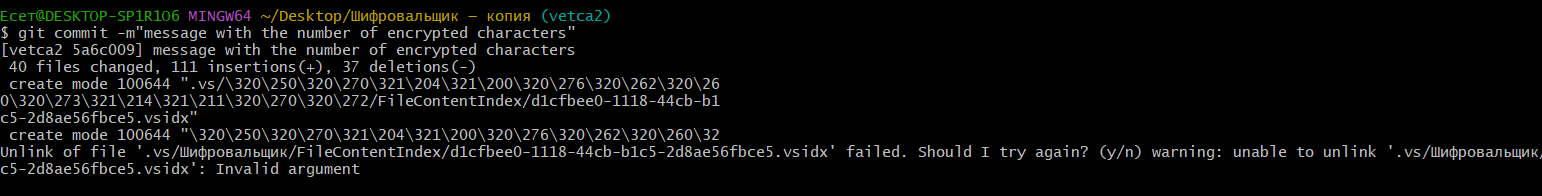 Есет@DESKTOP-SP1R1O6 MINGW64 ~/Desktop/Шифровальщик — копия (vetca2)
$ git commit -m"message with the number of encrypted characters"
[vetca2 5a6c009] message with the number of encrypted characters
 40 files changed, 111 insertions(+), 37 deletions(-)
 create mode 100644 ".vs/\320\250\320\270\321\204\321\200\320\276\320\262\320\26
0\320\273\321\214\321\211\320\270\320\272/FileContentIndex/d1cfbee0-1118-44cb-b1
c5-2d8ae56fbce5.vsidx"
 create mode 100644 "\320\250\320\270\321\204\321\200\320\276\320\262\320\260\32
Unlink of file '.vs/Шифровальщик/FileContentIndex/d1cfbee0-1118-44cb-b1c5-2d8ae56fbce5.vsidx' failed. Should I try again? (y/n) warning: unable to unlink '.vs/Шифровальщик/
c5-2d8ae56fbce5.vsidx': Invalid argument